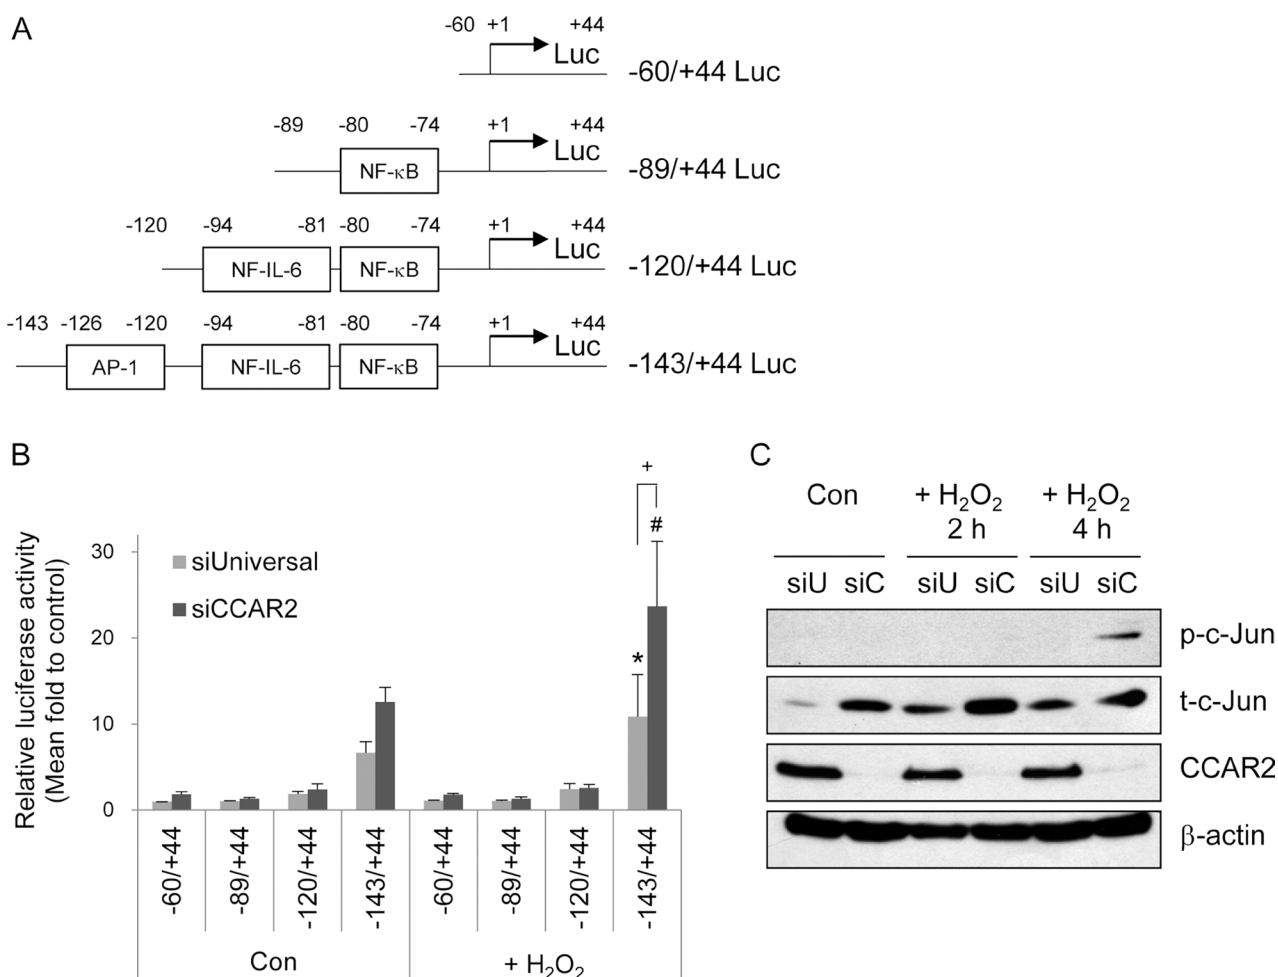 A
-60 +1 +44
Luc
-60/+44 Luc
-89 -80 -74 +1 +44
Luc
NF-κB
-89/+44 Luc
-120 -94 -81 -80 -74 +1 +44
Luc
NF-IL-6 NF-κB
-120/+44 Luc
-143 -126 -120 -94 -81 -80 -74 +1 +44
Luc
AP-1 NF-IL-6 NF-κB
-143/+44 Luc
B
Relative luciferase activity
(Mean fold to control)
30
20
10
0
siUniversal
siCCAR2
+
#
*
-60/+44 -89/+44 -120/+44 -143/+44 -60/+44 -89/+44 -120/+44 -143/+44
Con + H₂O₂
C
Con + H₂O₂ + H₂O₂
2 h 4 h
siU siC siU siC siU siC
p-c-Jun
t-c-Jun
CCAR2
β-actin